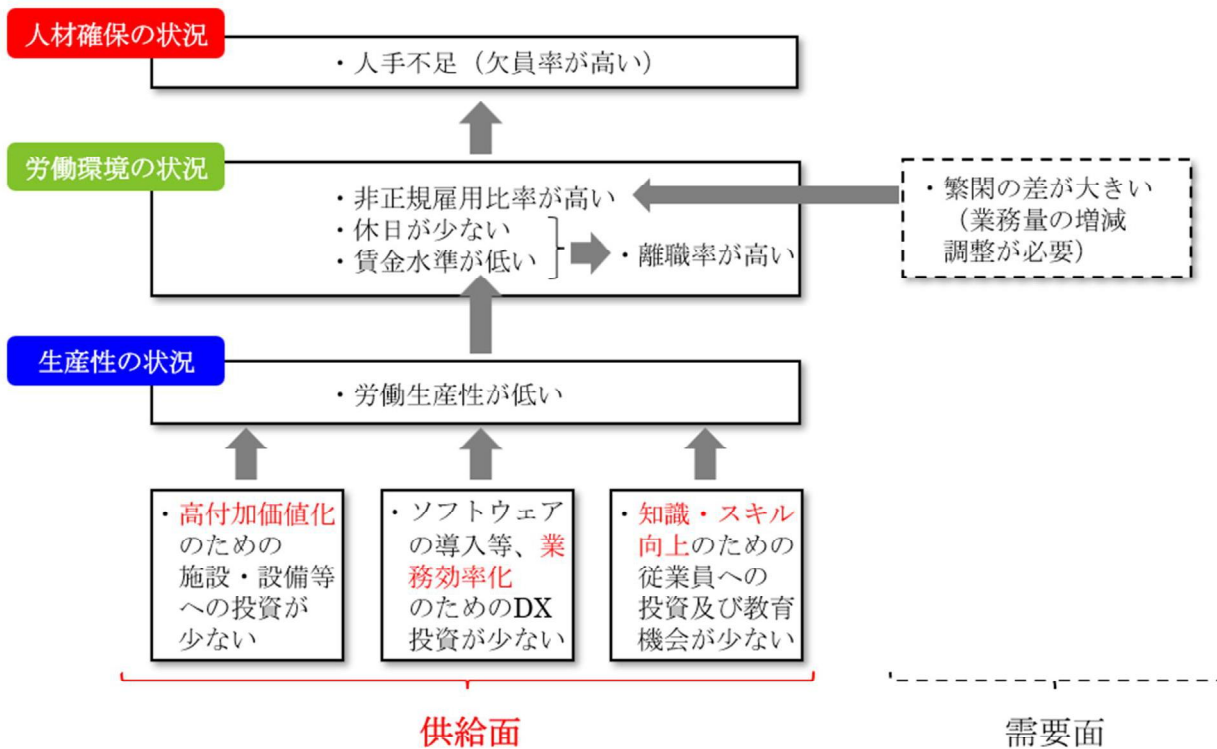 人材確保の状況
・人手不足（欠員率が高い）
労働環境の状況
・非正規雇用比率が高い
・休日が少ない
・賃金水準が低い
・離職率が高い
・繁閑の差が大きい
（業務量の増減
調整が必要）
生産性の状況
・労働生産性が低い
・高付加価値化
のための
施設・設備等
への投資が
少ない
・ソフトウェア
の導入等、業
務効率化
のためのDX
投資が少ない
・知識・スキル
向上のための
従業員への
投資及び教育
機会が少ない
供給面
需要面